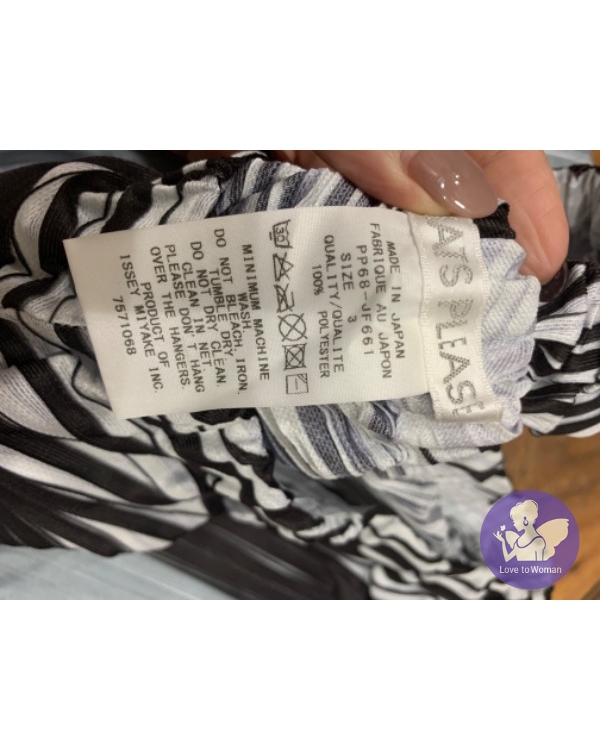 ATS PLEASE
MADE IN JAPAN
FABRIQUE AU JAPON
PP68-JF661
SIZE 3
QUALITY/QUALITE
100% POLYESTER
30
MINIMUM MACHINE
WASH.
DO NOT BLEACH, IRON,
TUMBLE DRY.
DO NOT DRY CLEAN.
CLEAN IN NET
PLEASE DON'T HANG
OVER THE HANGERS.
PRODUCT OF
ISSEY MIYAKE INC.
7571068
Love to Woman